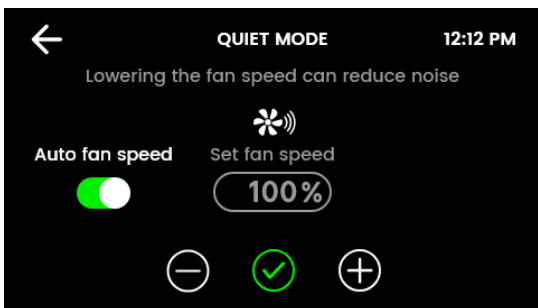 QUIET MODE 12:12 PM
Lowering the fan speed can reduce noise
Auto fan speed Set fan speed
100%